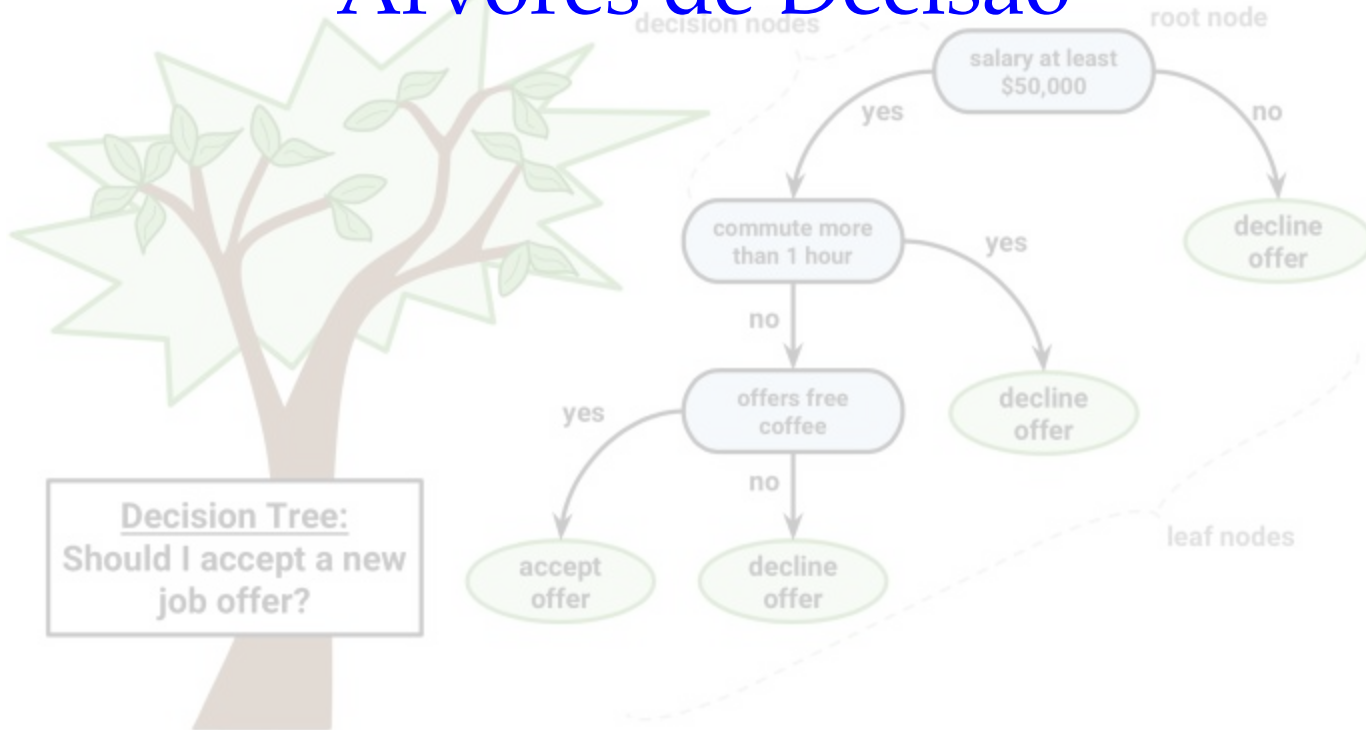 Árvores de Decisão
decision nodes
root node
salary at least
$50,000
yes
no
commute more
than 1 hour
yes
decline
offer
no
offers free
coffee
decline
offer
yes
no
Decision Tree:
Should I accept a new
job offer?
accept
offer
decline
offer
leaf nodes